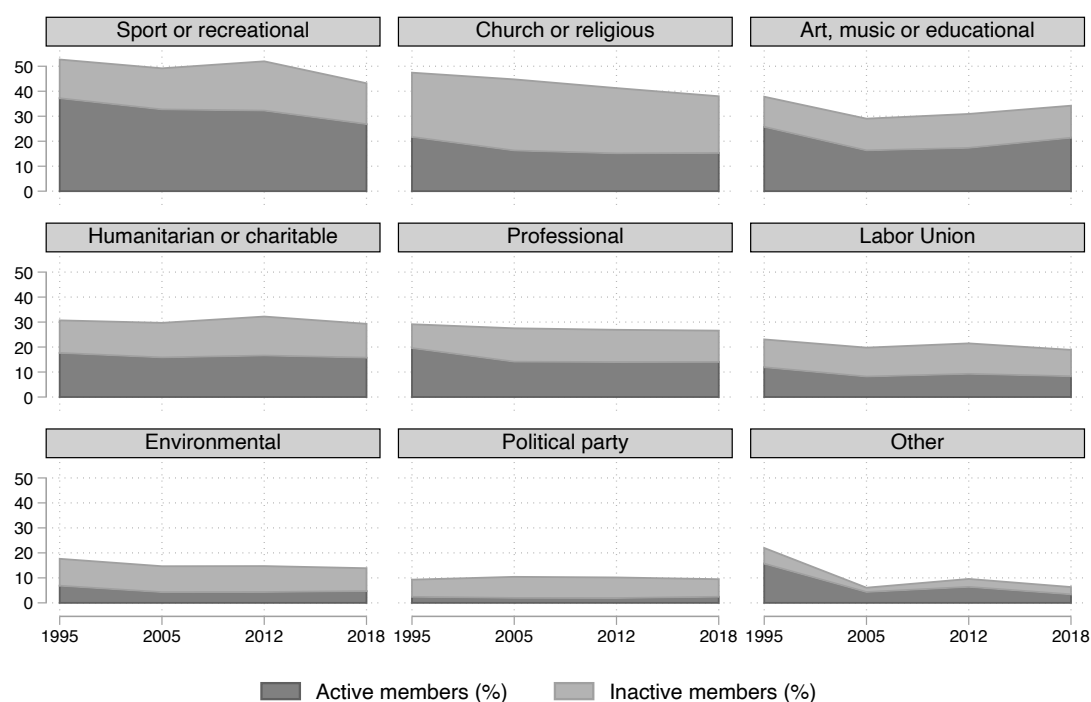 Sport or recreational
Church or religious
Art, music or educational
50
40
30
20
10
0
Humanitarian or charitable
Professional
Labor Union
50
40
30
20
10
0
Environmental
Political party
Other
50
40
30
20
10
0
1995 2005 2012 2018
1995 2005 2012 2018
1995 2005 2012 2018
Active members (%)
Inactive members (%)